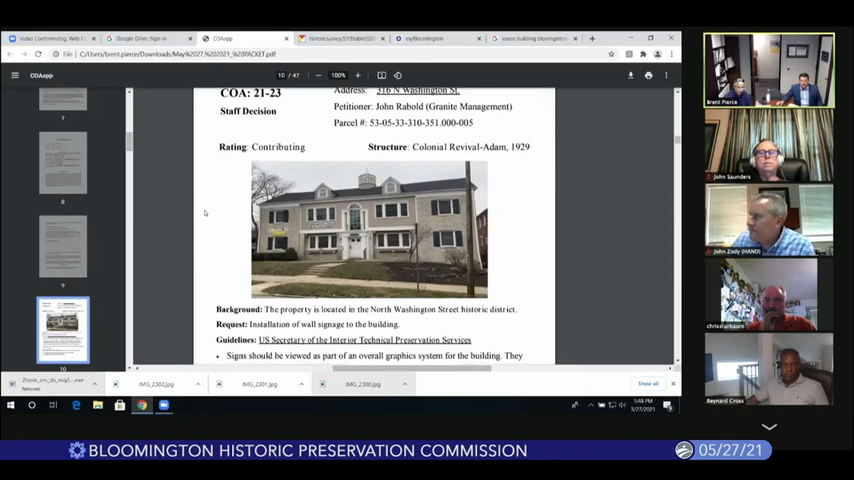 Video Conferencing, Web C
Google Drive: Sign-in
COAapp
historicsurvey2018table2021
myBloomington
vance building bloomington
File | C:/Users/brent.pierce/Downloads/May%2027,%202021_%20PACKET.pdf
COAapp
10 / 47
100%
7
8
9
10
COA: 21-23
Address: 316 N Washington St.
Staff Decision
Petitioner: John Rabold (Granite Management)
Parcel #: 53-05-33-310-351.000-005
Rating: Contributing
Structure: Colonial Revival-Adam, 1929
Background: The property is located in the North Washington Street historic district.
Request: Installation of wall signage to the building.
Guidelines: US Secretary of the Interior Technical Preservation Services
• Signs should be viewed as part of an overall graphics system for the building. They
Removed
IMG_2302.jpg
IMG_2301.jpg
IMG_2300.jpg
Show all
5:48 PM
5/27/2021
Brent Pierce
John Saunders
John Zody (HAND)
chrissturbaum
Reynard Cross
BLOOMINGTON HISTORIC PRESERVATION COMMISSION
05/27/21